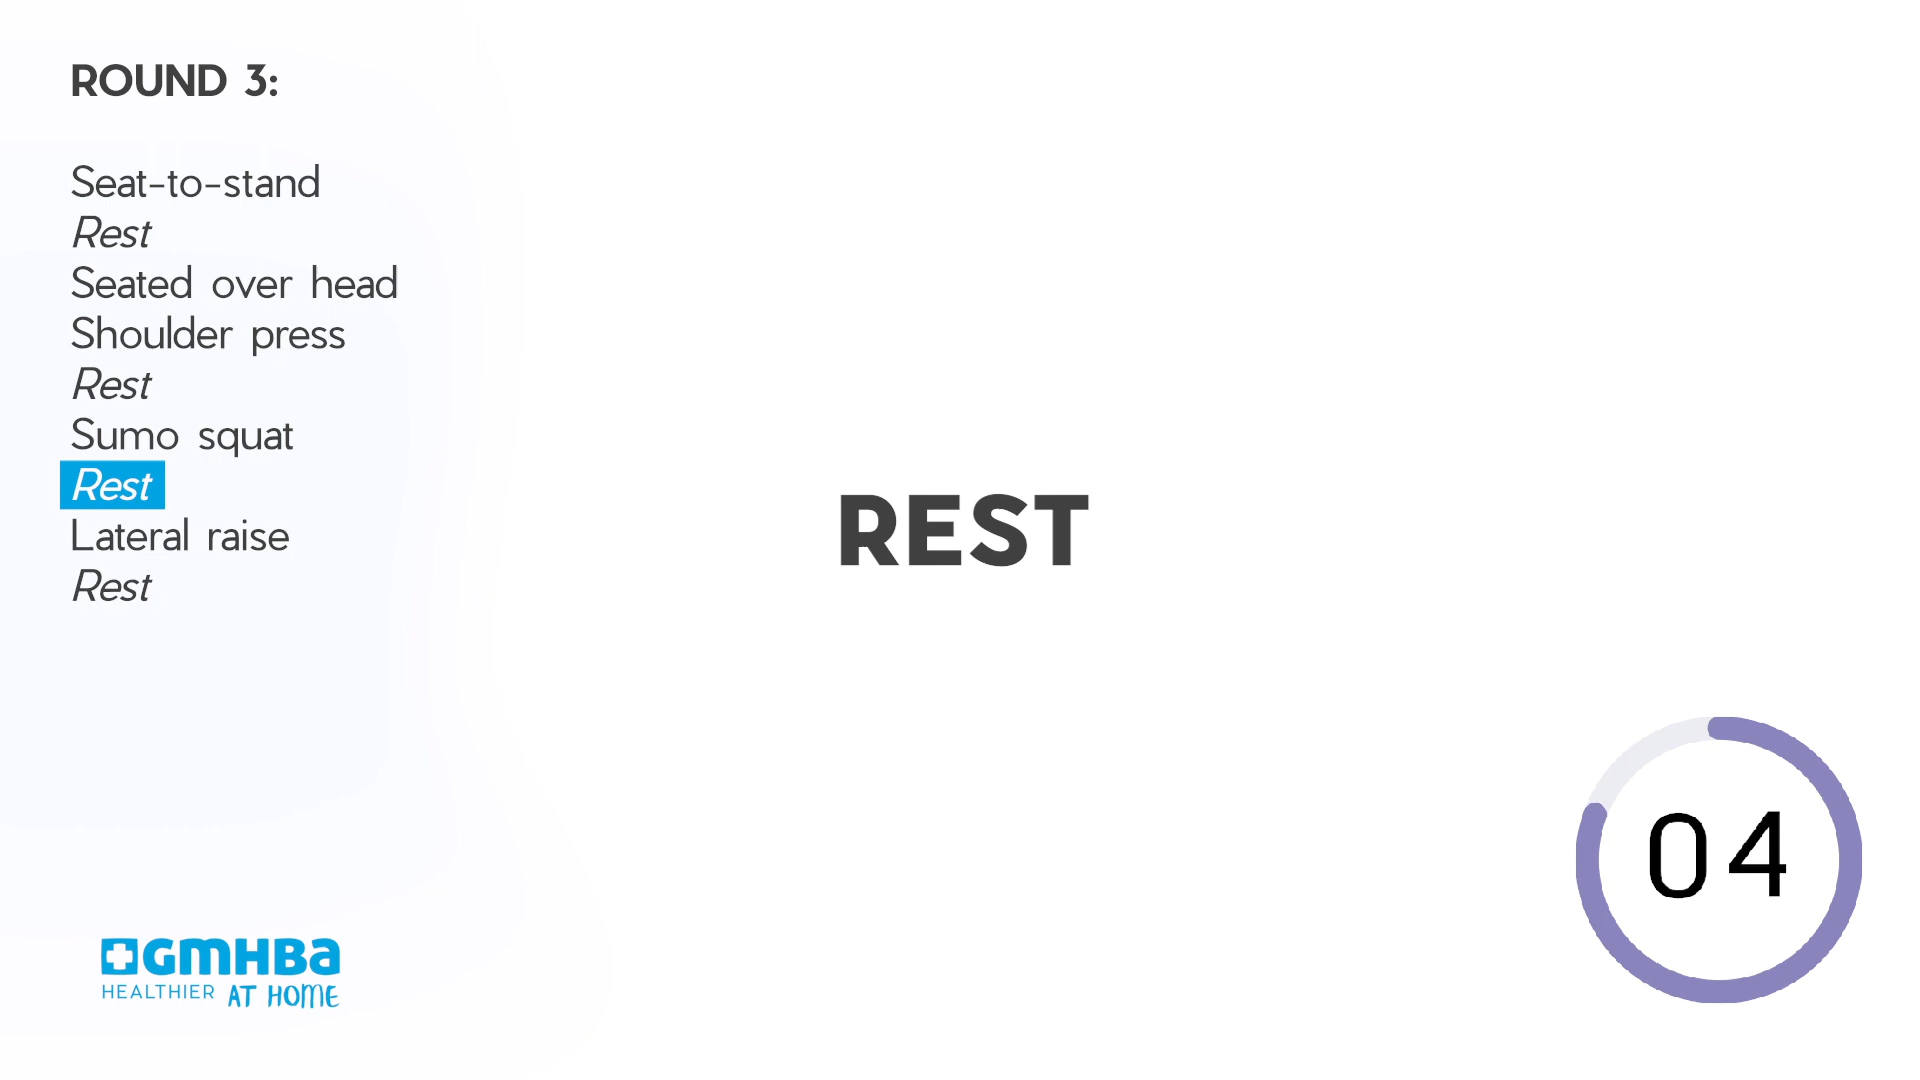 ROUND 3:
Seat-to-stand
Rest
Seated over head
Shoulder press
Rest
Sumo squat
Rest
Lateral raise
Rest
REST
04
GMHBa
HEALTHIER AT HOME